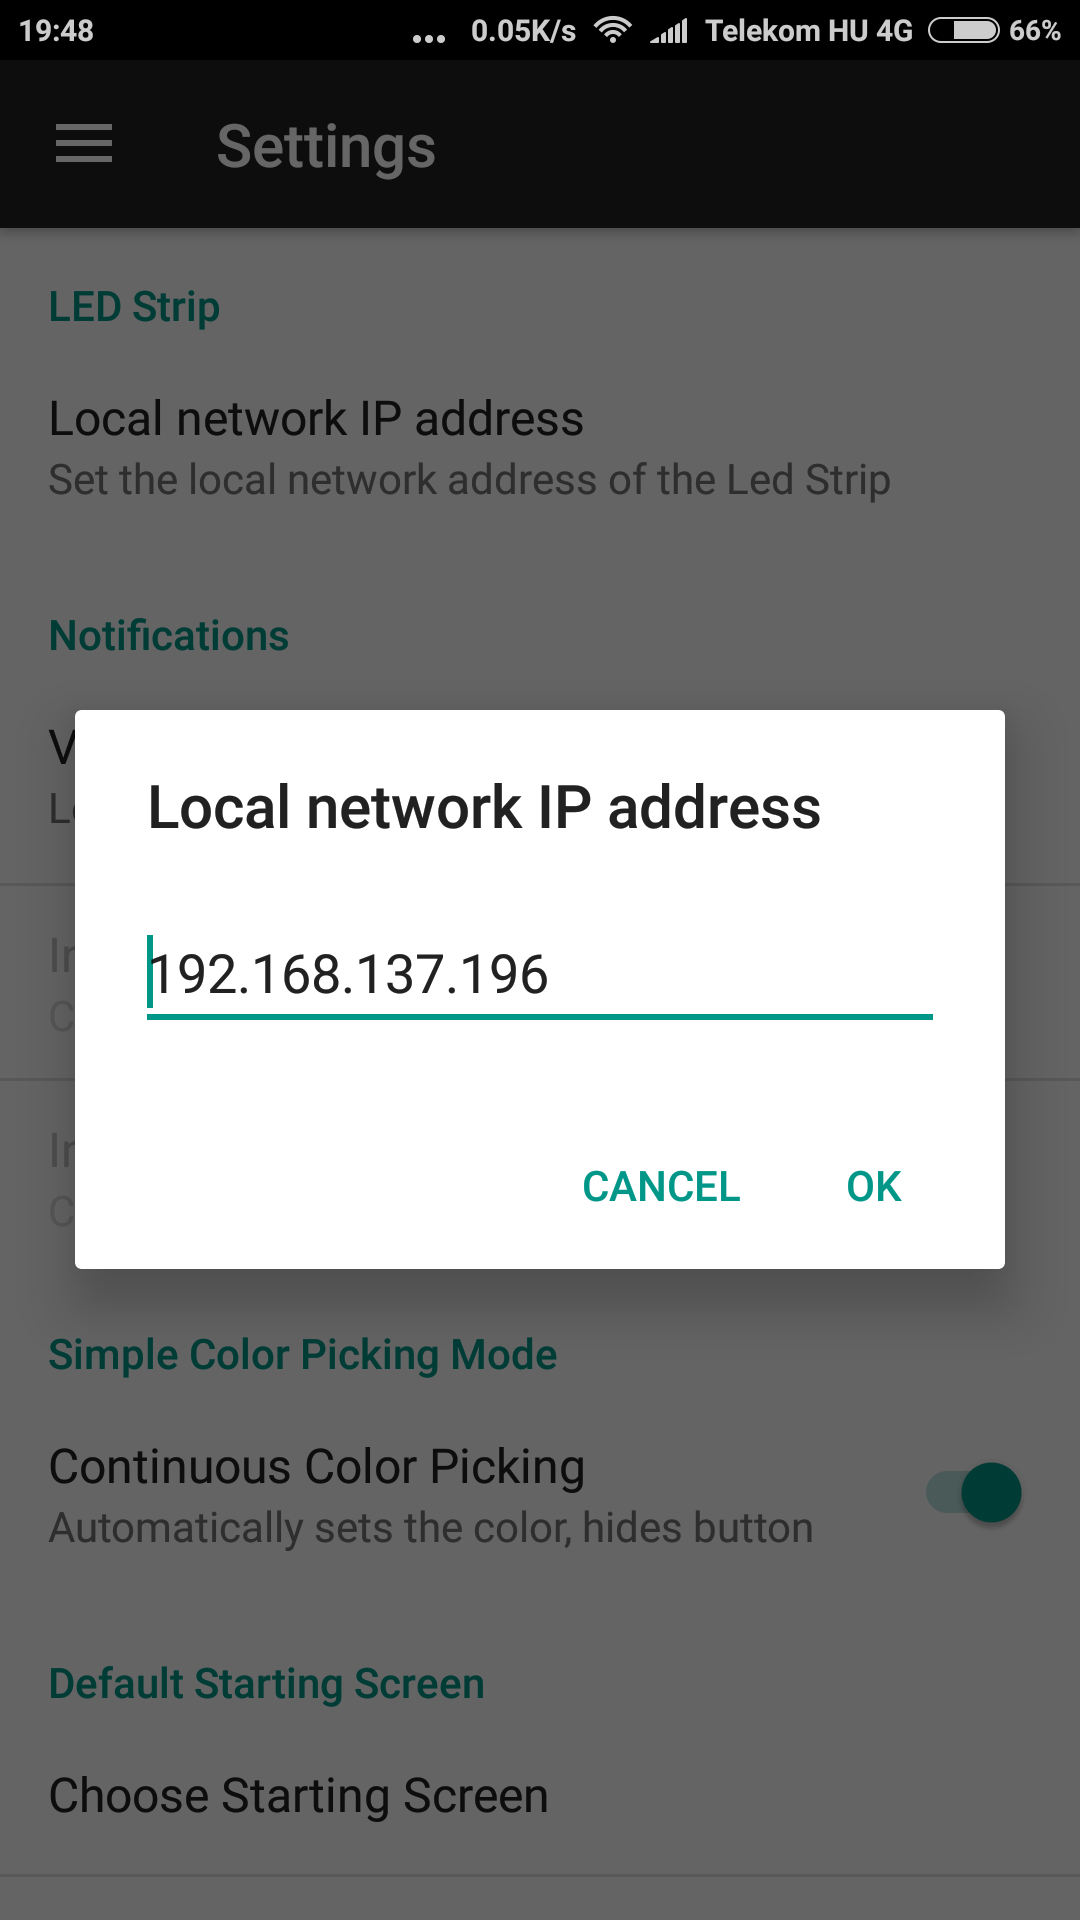 19:48 ... 0.05K/s Telekom HU 4G 66%
Settings
LED Strip
Local network IP address
Set the local network address of the Led Strip
Notifications
Local network IP address
192.168.137.196
CANCEL OK
Simple Color Picking Mode
Continuous Color Picking
Automatically sets the color, hides button
Default Starting Screen
Choose Starting Screen